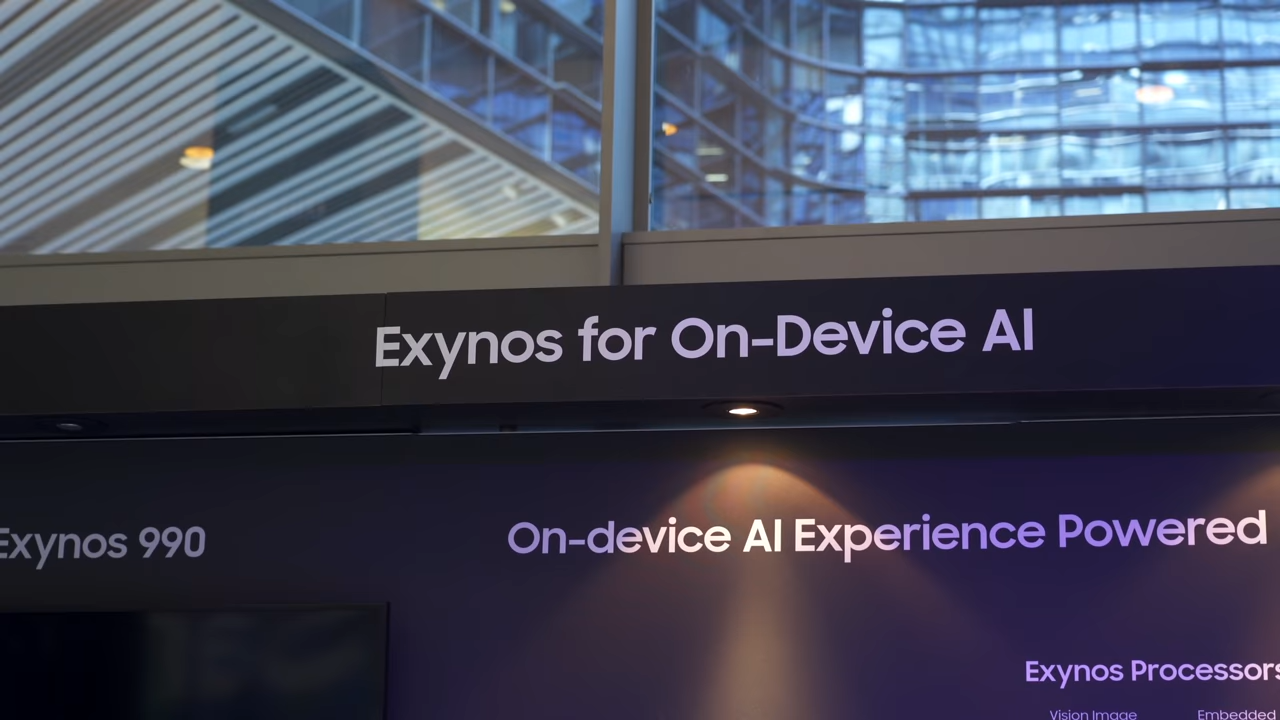 Exynos for On-Device AI
Exynos 990
On-device AI Experience Powered
Exynos Processors
Vision Image
Embedded